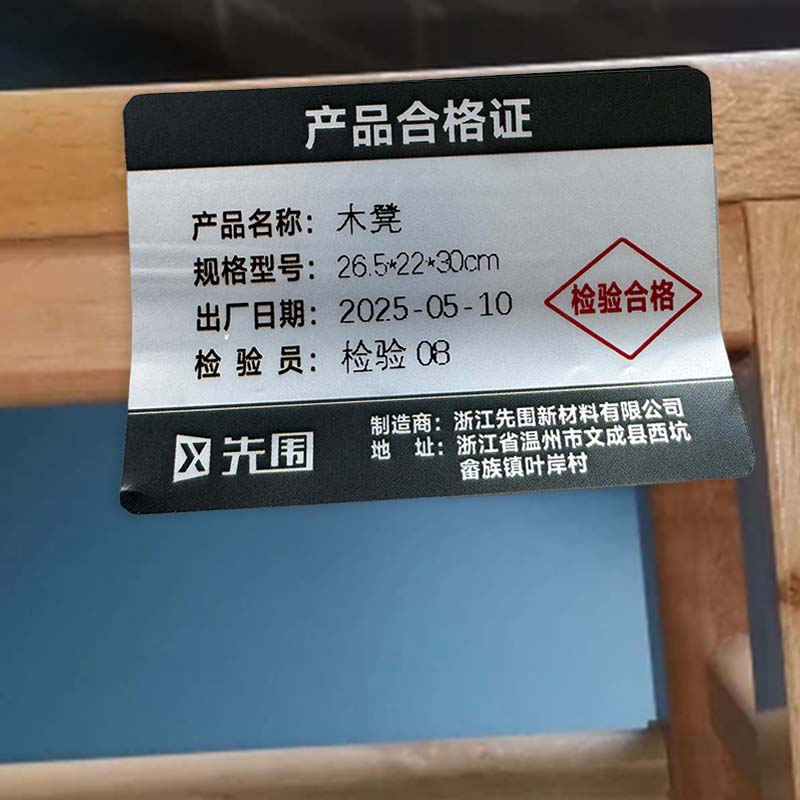 产品合格证
产品名称：木凳
规格型号：26.5*22*30cm
出厂日期：2025-05-10
检 验 员：检验08
检验合格
先围
制造商：浙江先围新材料有限公司
地 址：浙江省温州市文成县西坑
畲族镇叶岸村